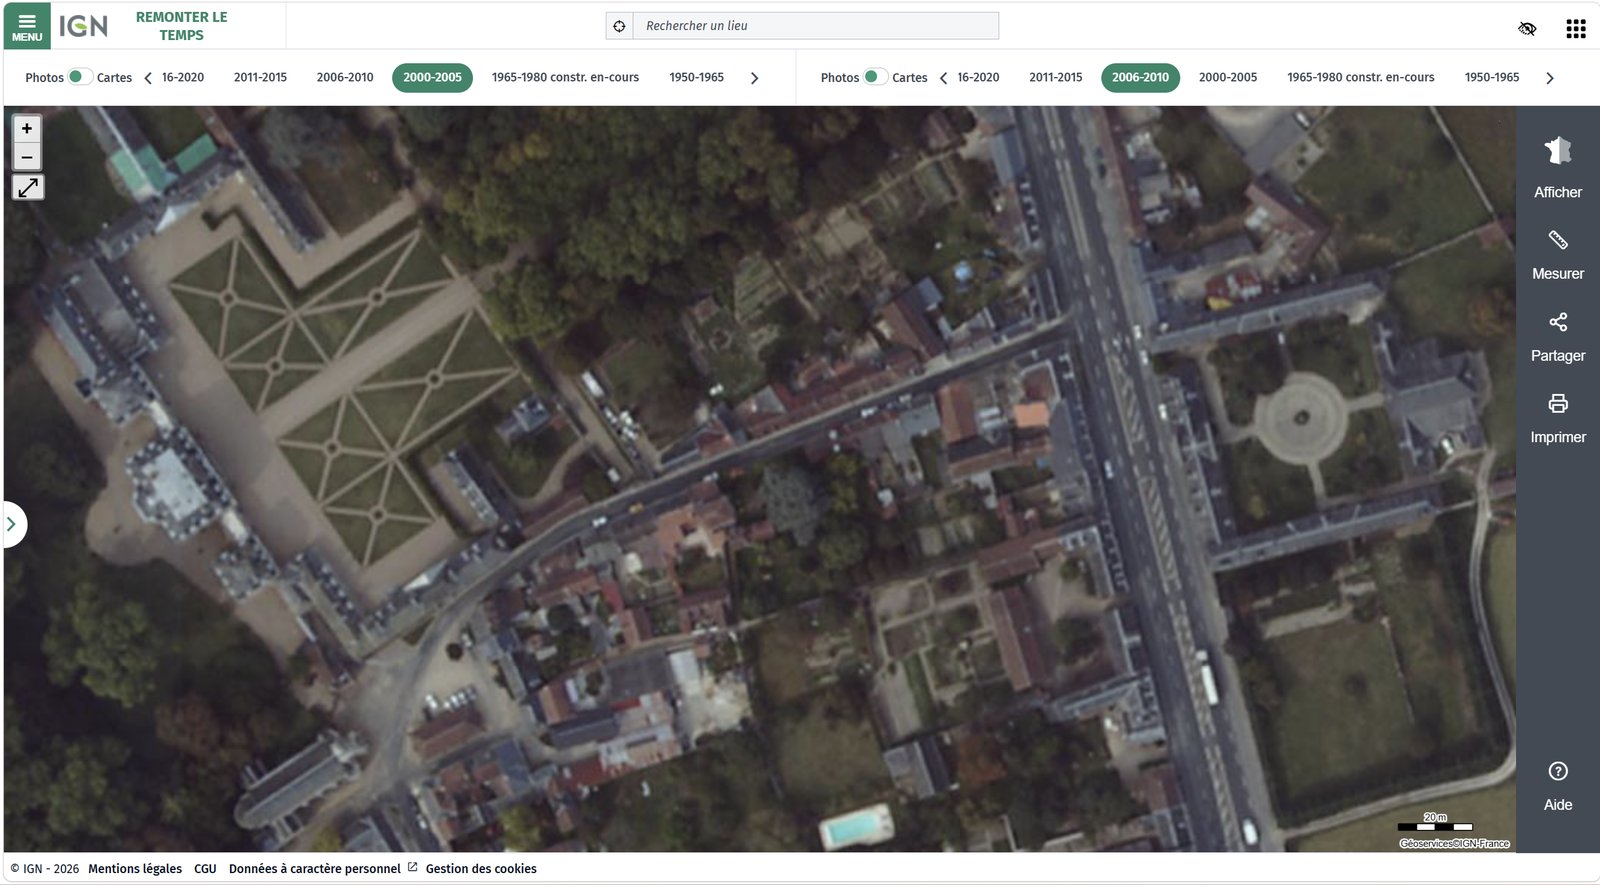 MENU
IGN
REMONTER LE
TEMPS
Rechercher un lieu
Photos Cartes 16-2020 2011-2015 2006-2010 2000-2005 1965-1980 constr. en-cours 1950-1965
Photos Cartes 16-2020 2011-2015 2006-2010 2000-2005 1965-1980 constr. en-cours 1950-1965
+
−
Afficher
Mesurer
Partager
Imprimer
?
Aide
20 m
Géoservices©IGN-France
© IGN - 2026 Mentions légales CGU Données à caractère personnel Gestion des cookies